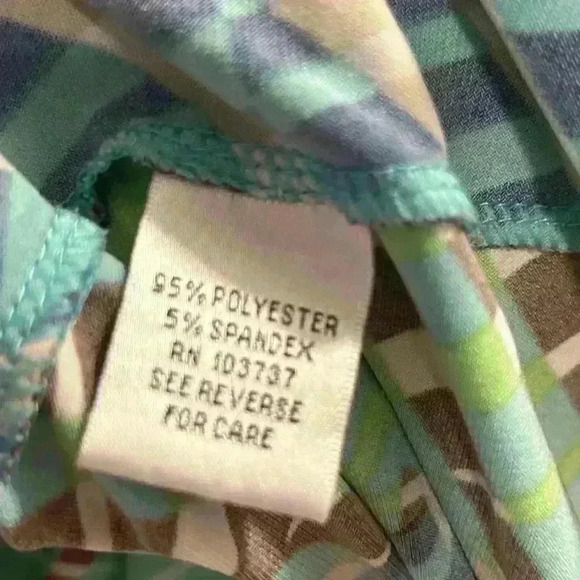 95% POLYESTER
5% SPANDEX
RN 103737
SEE REVERSE
FOR CARE